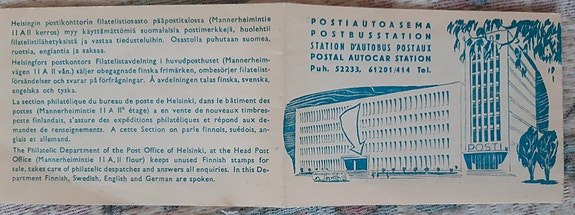 Helsingin postikonttorin filatelistiosasto pääpostitalossa (Mannerheimintie
11 A II kerros) myy käyttämättömiä suomalaisia postimerkkejä, huolehtii
filatelistilähetyksistä ja vastaa tiedusteluihin. Osastolla puhutaan suomea,
ruotsia, englantia ja saksaa.
Helsingfors postkontors Filatelistavdelning i huvudposthuset (Mannerheim-
vägen 11 A II vån.) säljer obegagnade finska frimärken, ombesörjer filatelist-
försändelser och svarar på förfrågningar. Å avdelningen talas finska, svenska,
engelska och tyska.
La section philatélique du bureau de poste de Helsinki, dans le bâtiment des
postes (Mannerheimintie 11 A IIe étage) a en vente de nouveaux timbres-
poste finlandais, s'assure des expéditions philatéliques et répond aux de-
mandes de renseignements. A cette Section on parle finnois, suédois, ang-
lais et allemand.
The Philatelic Department of the Post Office of Helsinki, at the Head Post
Office (Mannerheimintie 11 A, II flour) keeps unused Finnish stamps for
sale, takes care of philatelic despatches and answers all enquiries. In this De-
partment Finnish, Swedish, English and German are spoken.
POSTIAUTOASEMA
POSTBUSSTATION
STATION D'AUTOBUS POSTAUX
POSTAL AUTOCAR STATION
Puh. 52233, 61201/414 Tel.
POSTI